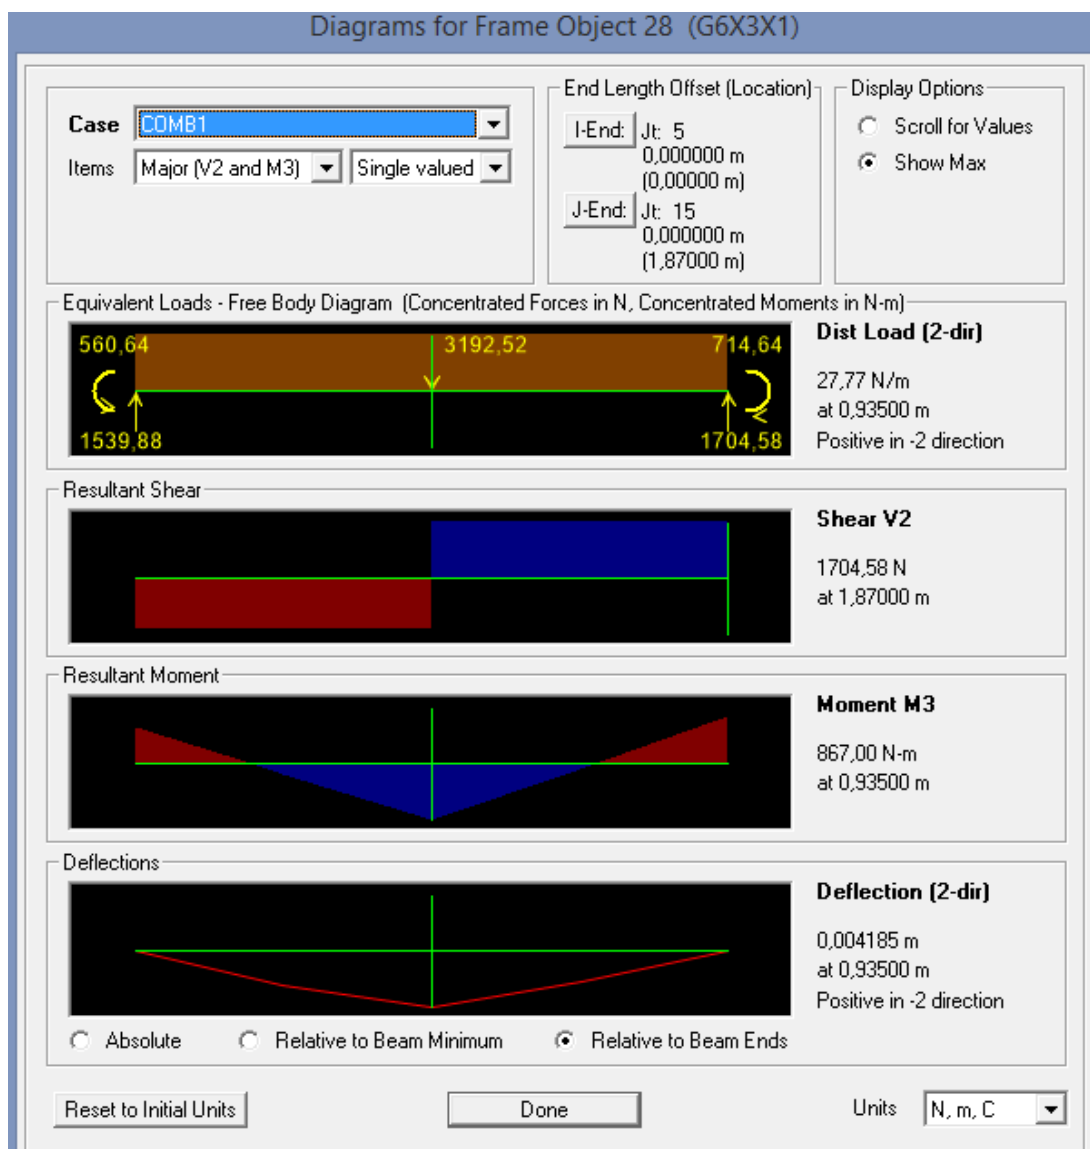 Diagrams for Frame Object 28 (G6X3X1)
Case COMB1
Items Major (V2 and M3) Single valued
End Length Offset (Location)
I-End: Jt: 5
0,000000 m
(0,00000 m)
J-End: Jt: 15
0,000000 m
(1,87000 m)
Display Options
Scroll for Values
Show Max
Equivalent Loads - Free Body Diagram (Concentrated Forces in N, Concentrated Moments in N-m)
560,64 3192,52 714,64
1539,88 1704,58
Dist Load (2-dir)
27,77 N/m
at 0,93500 m
Positive in -2 direction
Resultant Shear
Shear V2
1704,58 N
at 1,87000 m
Resultant Moment
Moment M3
867,00 N-m
at 0,93500 m
Deflections
Deflection (2-dir)
0,004185 m
at 0,93500 m
Positive in -2 direction
Absolute Relative to Beam Minimum Relative to Beam Ends
Reset to Initial Units Done Units N, m, C